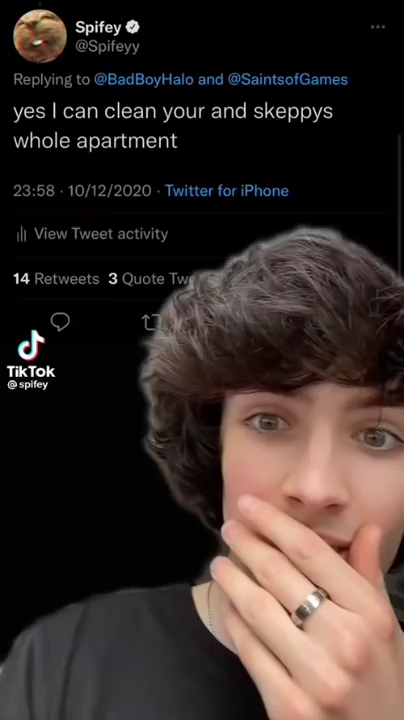 Spifey
@Spifeyy
Replying to @BadBoyHalo and @SaintsofGames
yes I can clean your and skeppys
whole apartment
23:58 · 10/12/2020 · Twitter for iPhone
View Tweet activity
14 Retweets 3 Quote Tw
TikTok
@spifey